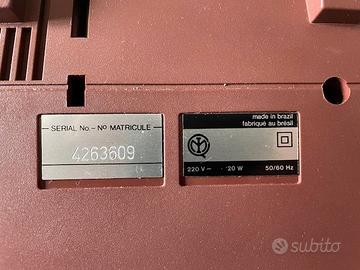 SERIAL No. - Nº MATRICULE
4263609
made in brazil
fabriqué au brésil
220 V ~ 20 W 50/60 Hz
subito